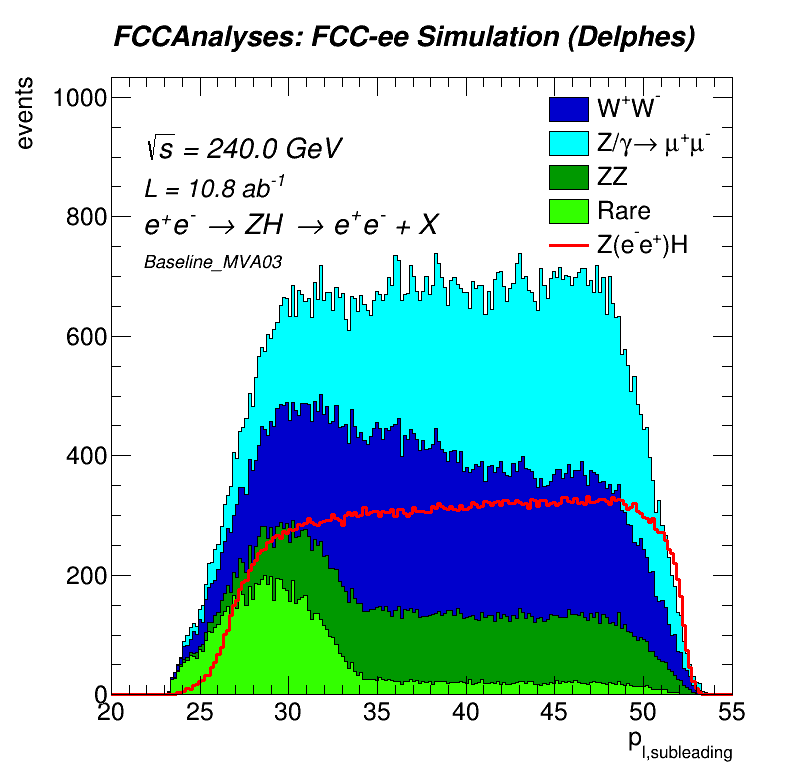 FCCAnalyses: FCC-ee Simulation (Delphes)
events
1000
800
600
400
200
0
√s = 240.0 GeV
L = 10.8 ab⁻¹
e⁺e⁻ → ZH → e⁺e⁻ + X
Baseline_MVA03
W⁺W⁻
Z/γ→ μ⁺μ⁻
ZZ
Rare
Z(e⁻e⁺)H
20 25 30 35 40 45 50 55
p_l,subleading